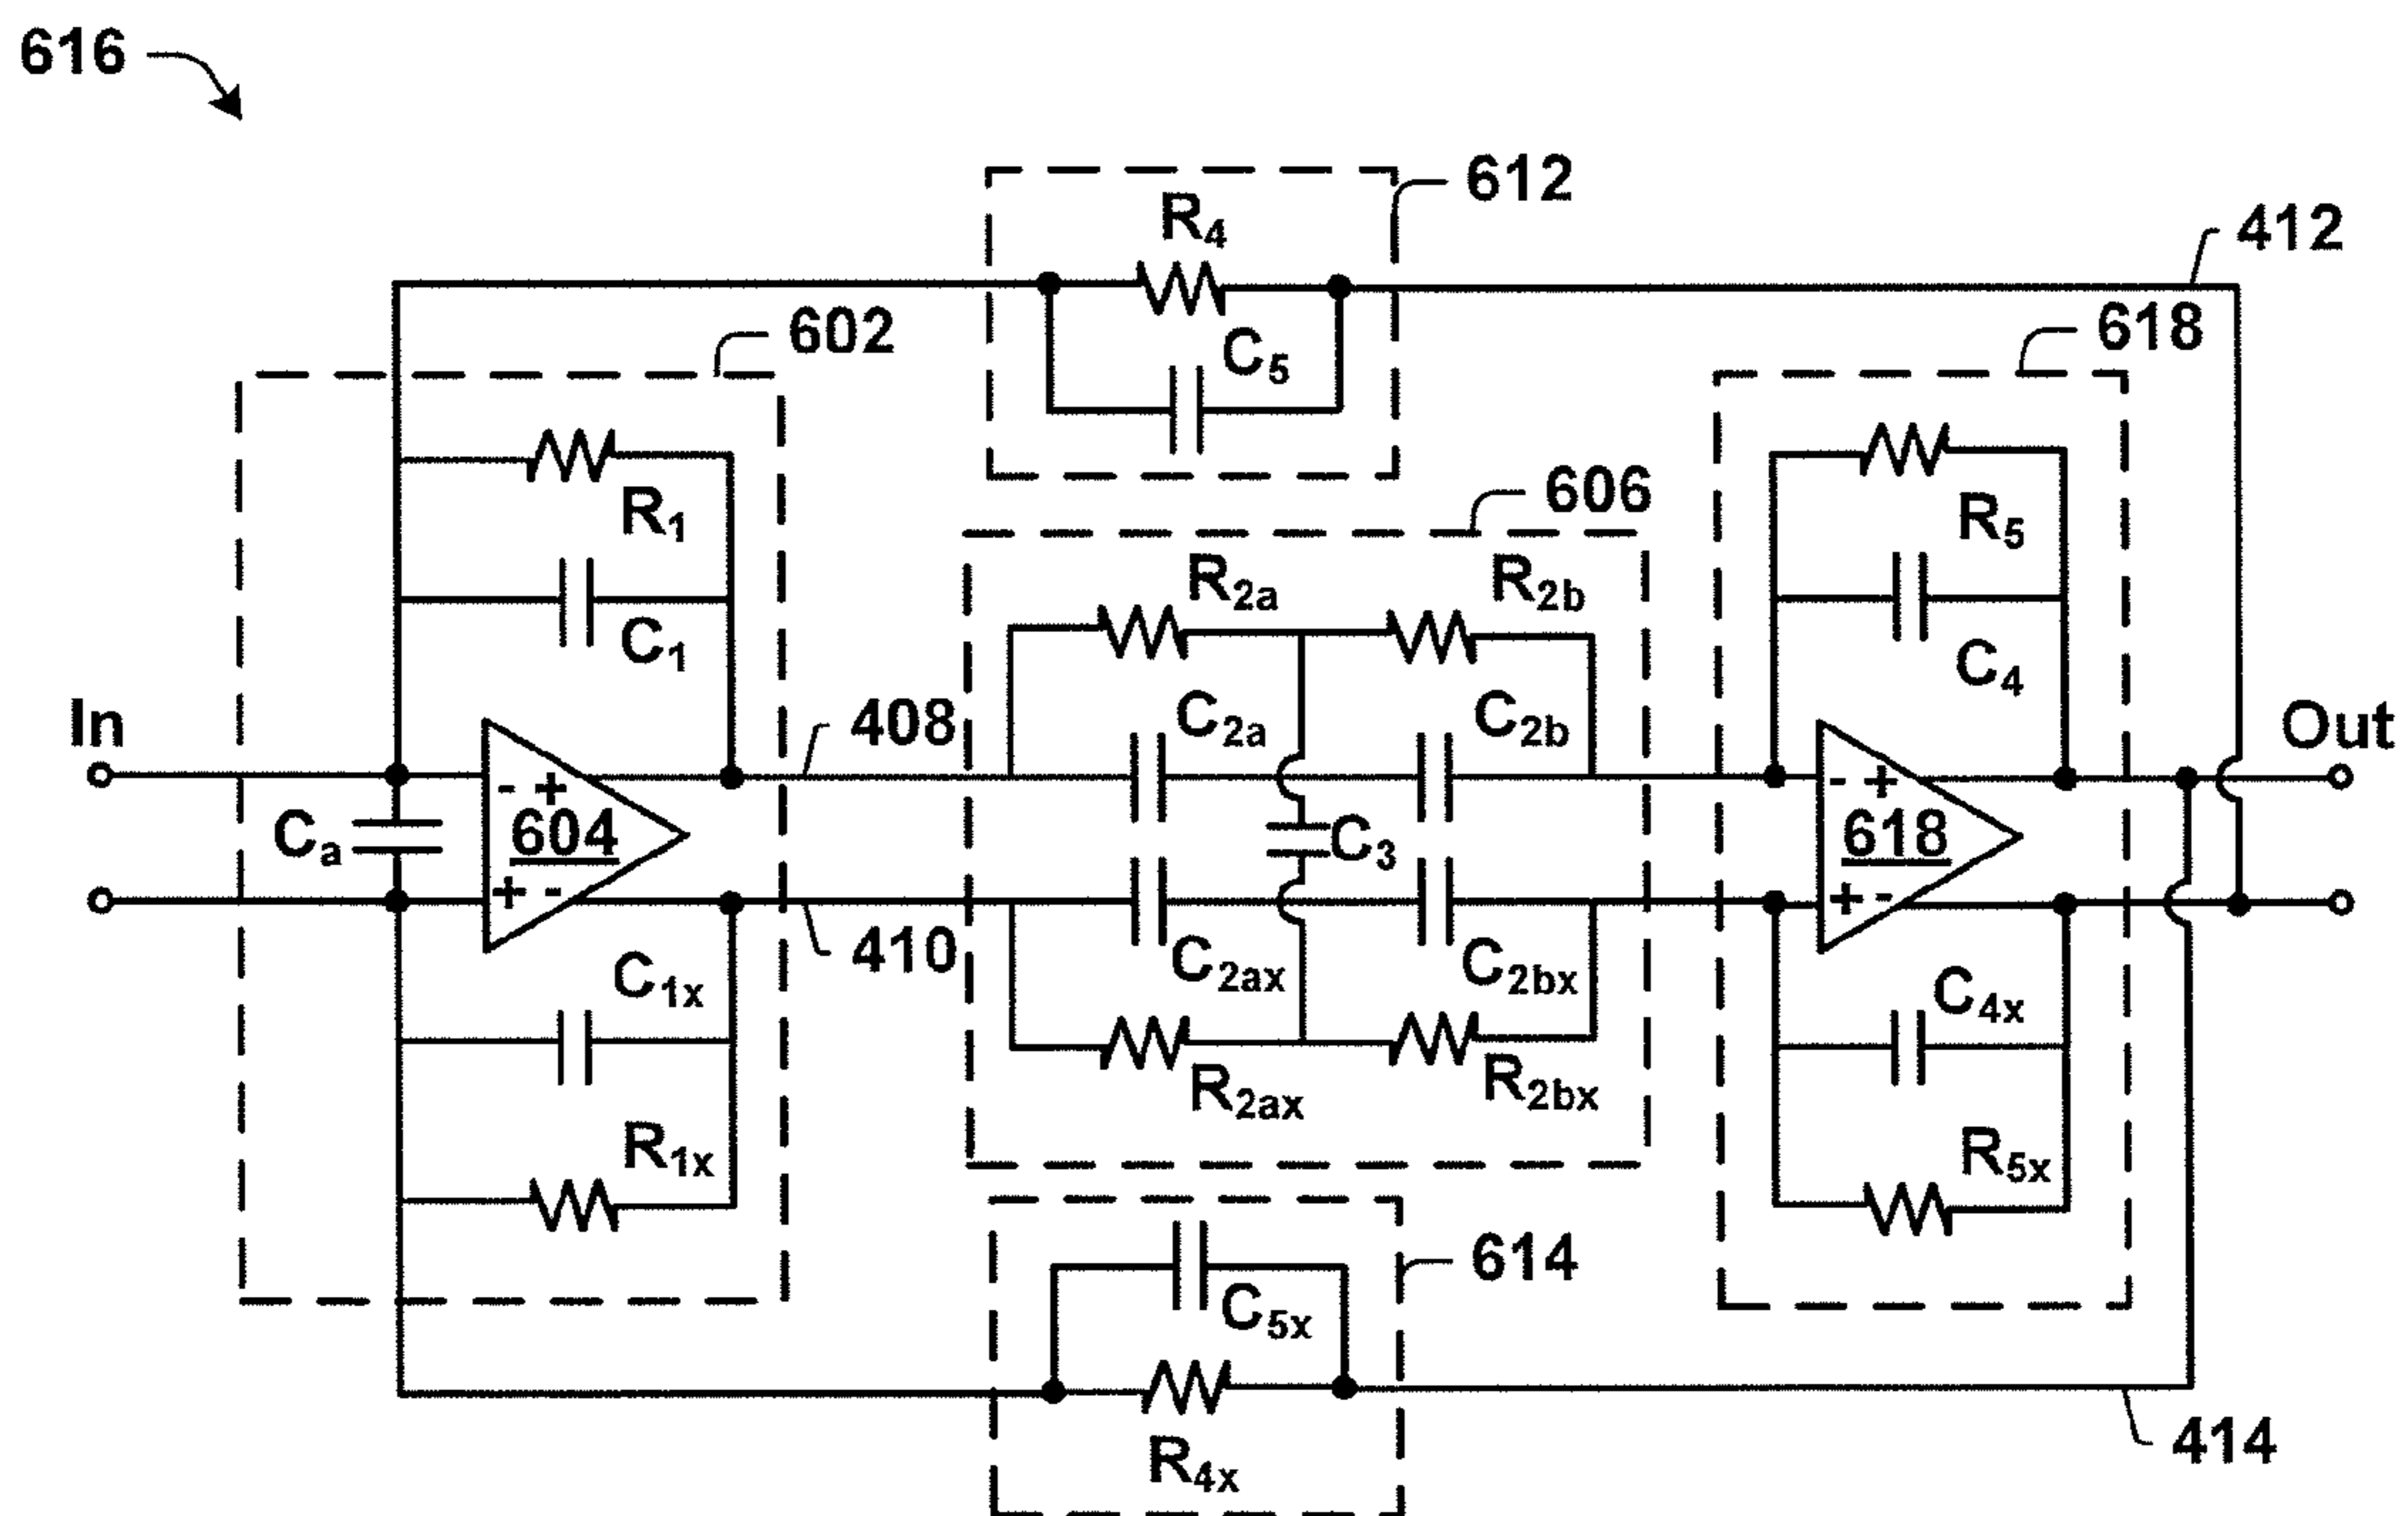 616
612
R4
412
C5
602
618
R1
606
R5
R2a
R2b
C1
C4
In
408
C2a
C2b
Out
- +
604
+ -
Ca
C3
- +
618
+ -
410
C1x
C2ax
C2bx
C4x
R1x
R2ax
R2bx
R5x
614
C5x
R4x
414